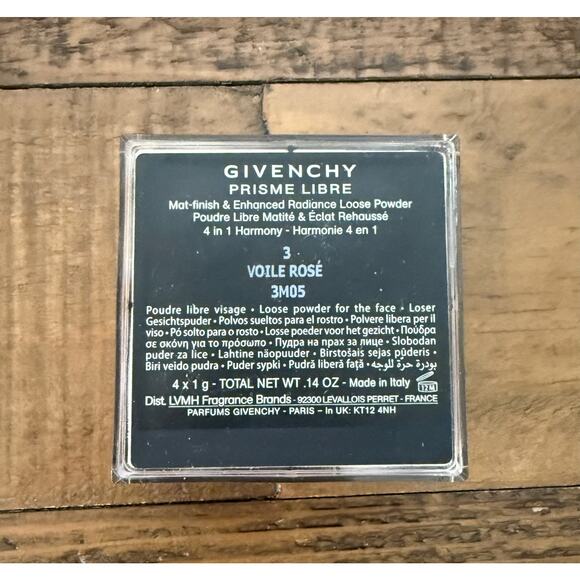 GIVENCHY
PRISME LIBRE
Mat-finish & Enhanced Radiance Loose Powder
Poudre Libre Matité & Éclat Rehaussé
4 in 1 Harmony - Harmonie 4 en 1
3
VOILE ROSÉ
3M05
Poudre libre visage • Loose powder for the face • Loser
Gesichtspuder • Polvos sueltos para el rostro • Polvere libera per il
viso • Pó solto para o rosto • Losse poeder voor het gezicht • Πούδρα
σε σκόνη για το πρόσωπο • Пудра на прах за лице • Slobodan
puder za lice • Lahtine näopuuder • Birstošais sejas pūderis •
Biri veido pudra • Puder sypki • Pudră liberă față • بودرة حرة للوجه
4 x 1 g - TOTAL NET WT .14 OZ - Made in Italy 12 M
Dist. LVMH Fragrance Brands - 92300 LEVALLOIS PERRET - FRANCE
PARFUMS GIVENCHY - PARIS - In UK: KT12 4NH